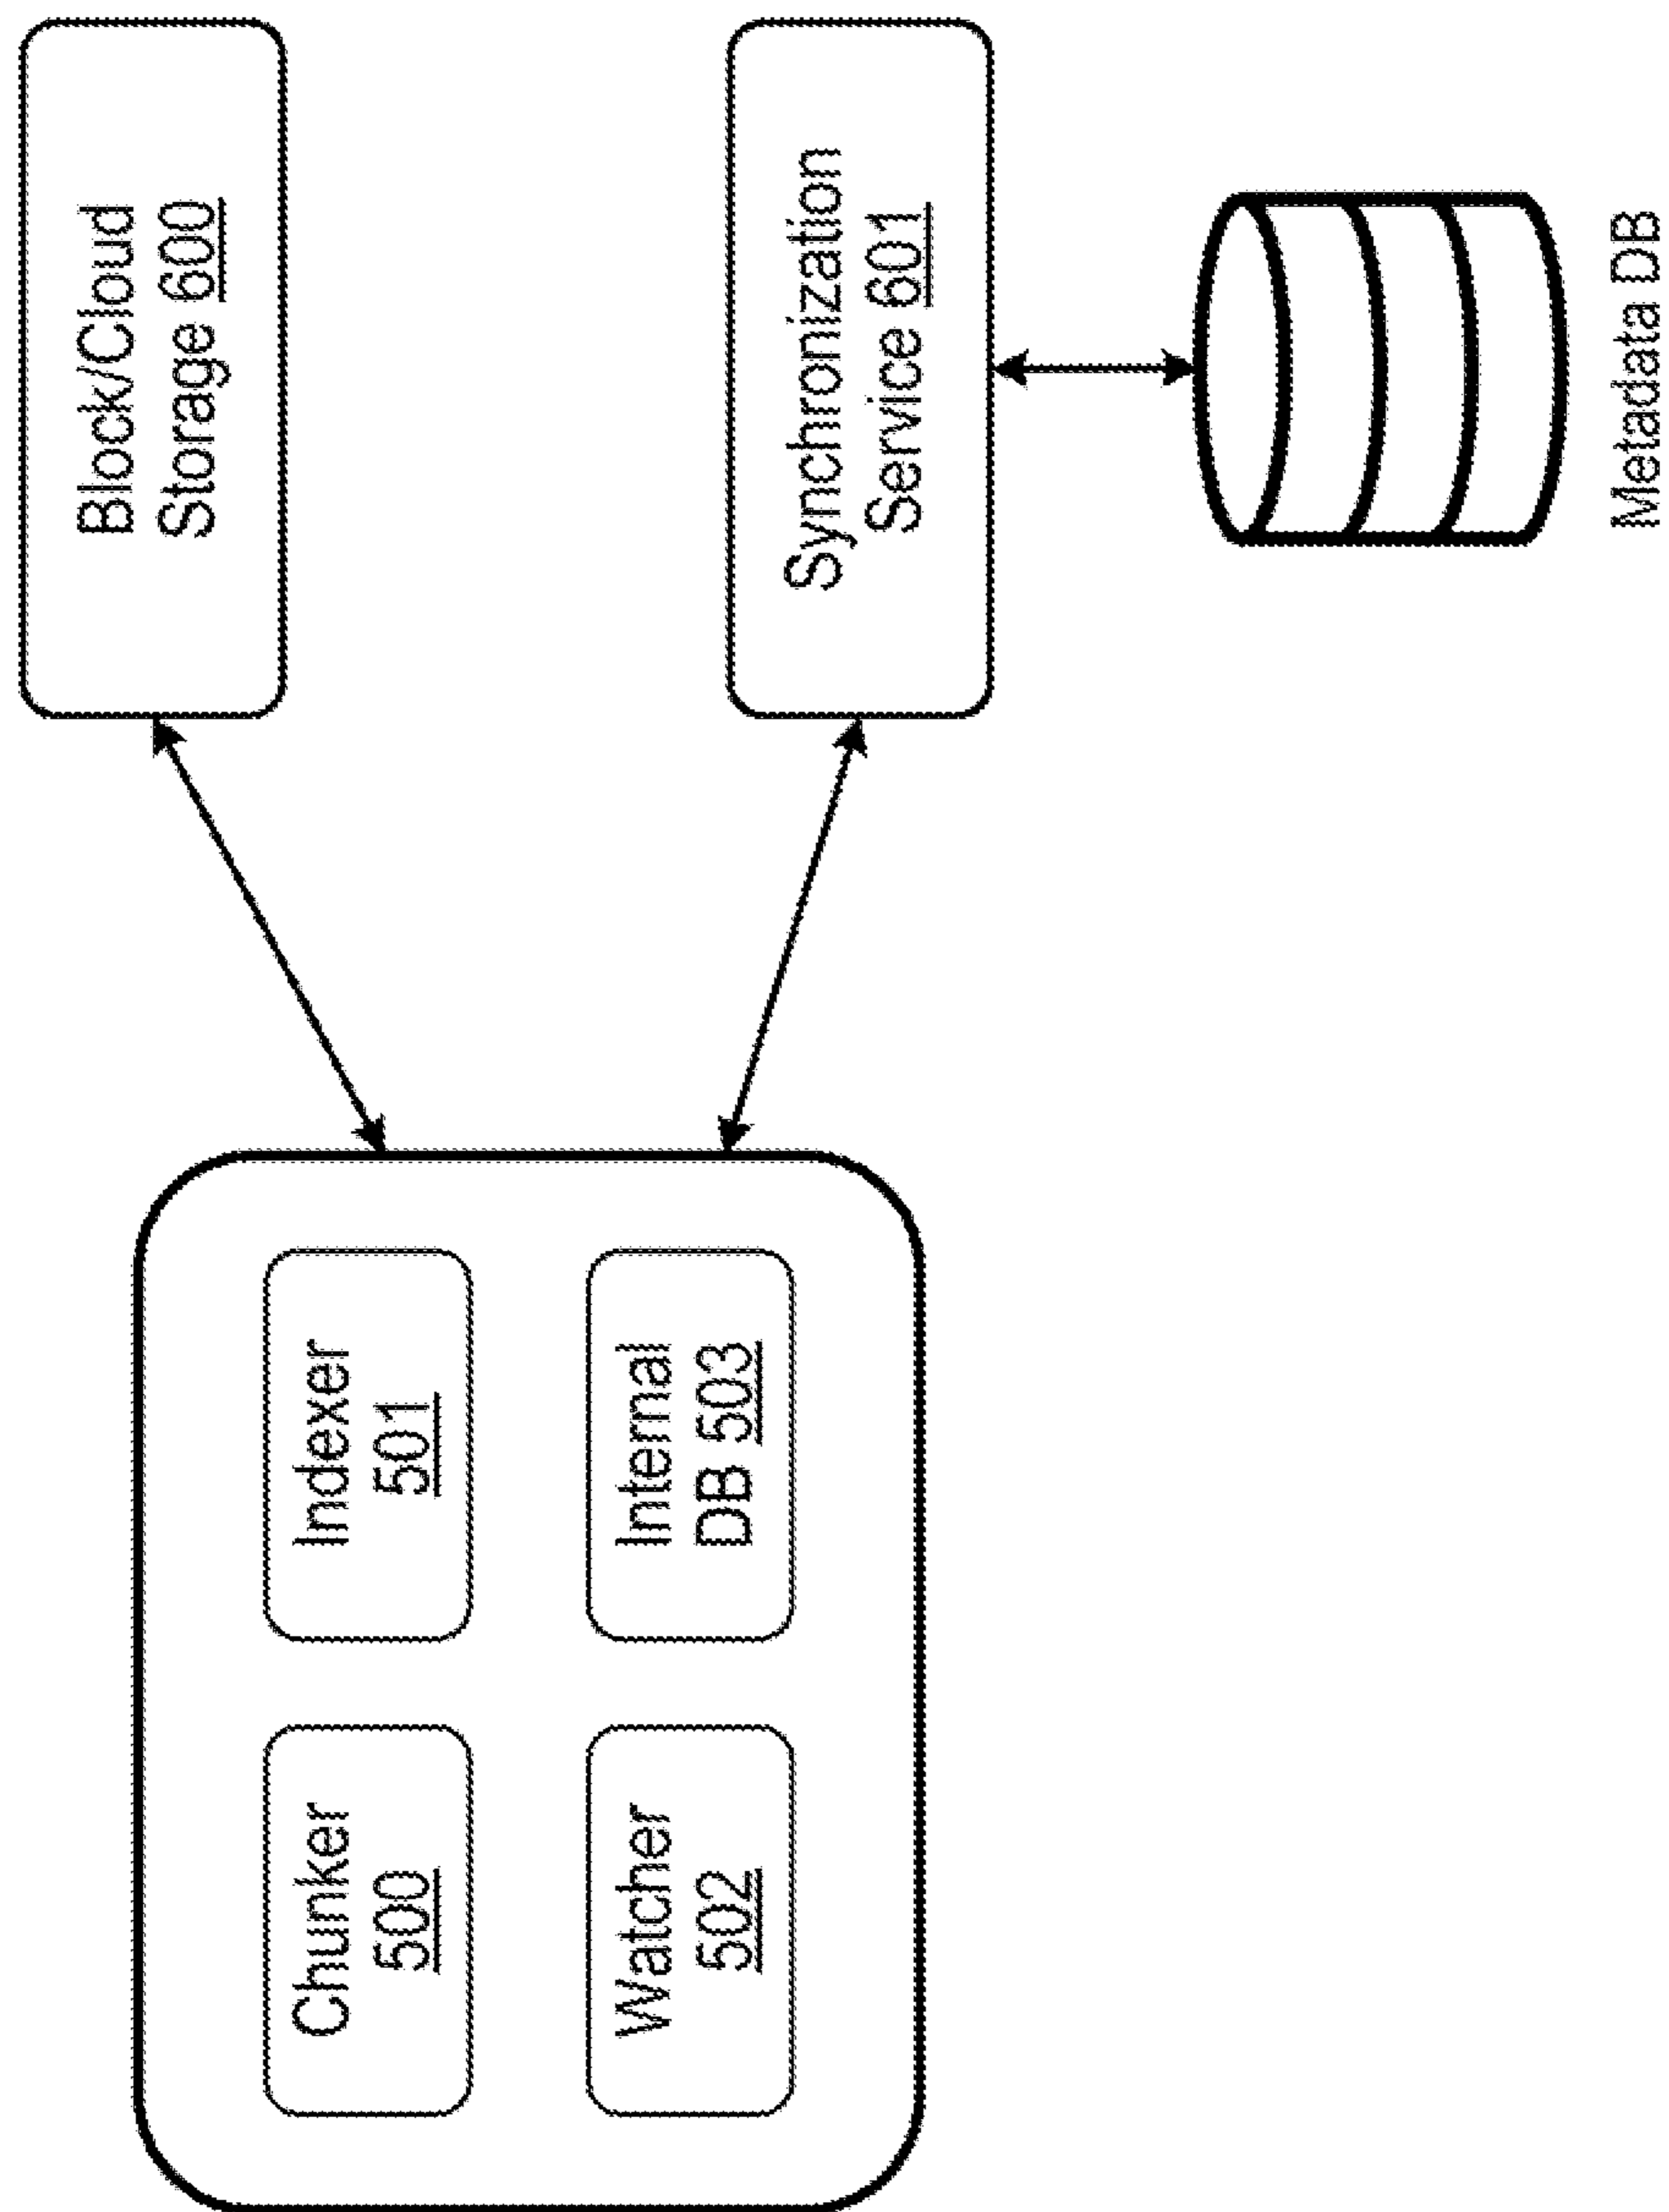 Chunker
500
Indexer
501
Watcher
502
Internal
DB 503
Block/Cloud
Storage 600
Synchronization
Service 601
Metadata DB